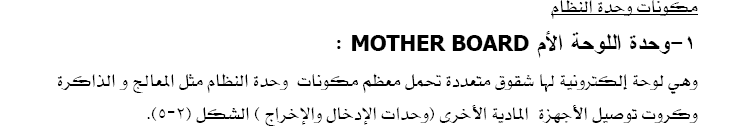 مكونات وحدة النظام
١-وحدة اللوحة الأم MOTHER BOARD :
وهي لوحة إلكترونية لها شقوق متعددة تحمل معظم مكونات وحدة النظام مثل المعالج و الذاكرة
وكروت توصيل الأجهزة المادية الأخرى (وحدات الإدخال والإخراج ) الشكل (٢-٥).